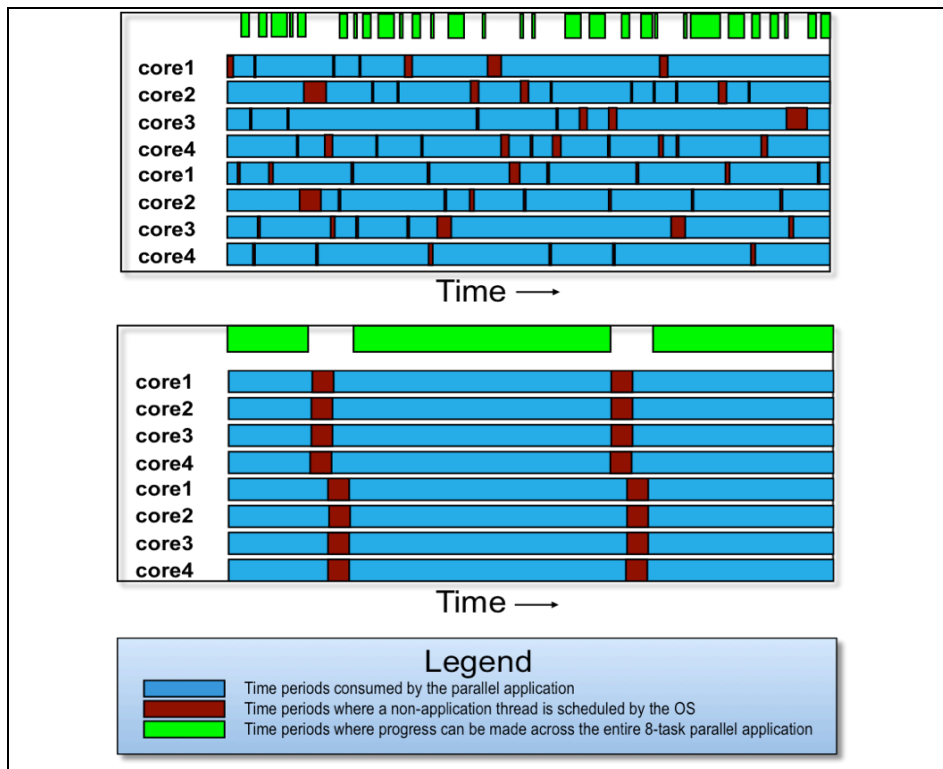 core1
core2
core3
core4
core1
core2
core3
core4
Time
core1
core2
core3
core4
core1
core2
core3
core4
Time
Legend
Time periods consumed by the parallel application
Time periods where a non-application thread is scheduled by the OS
Time periods where progress can be made across the entire 8-task parallel application